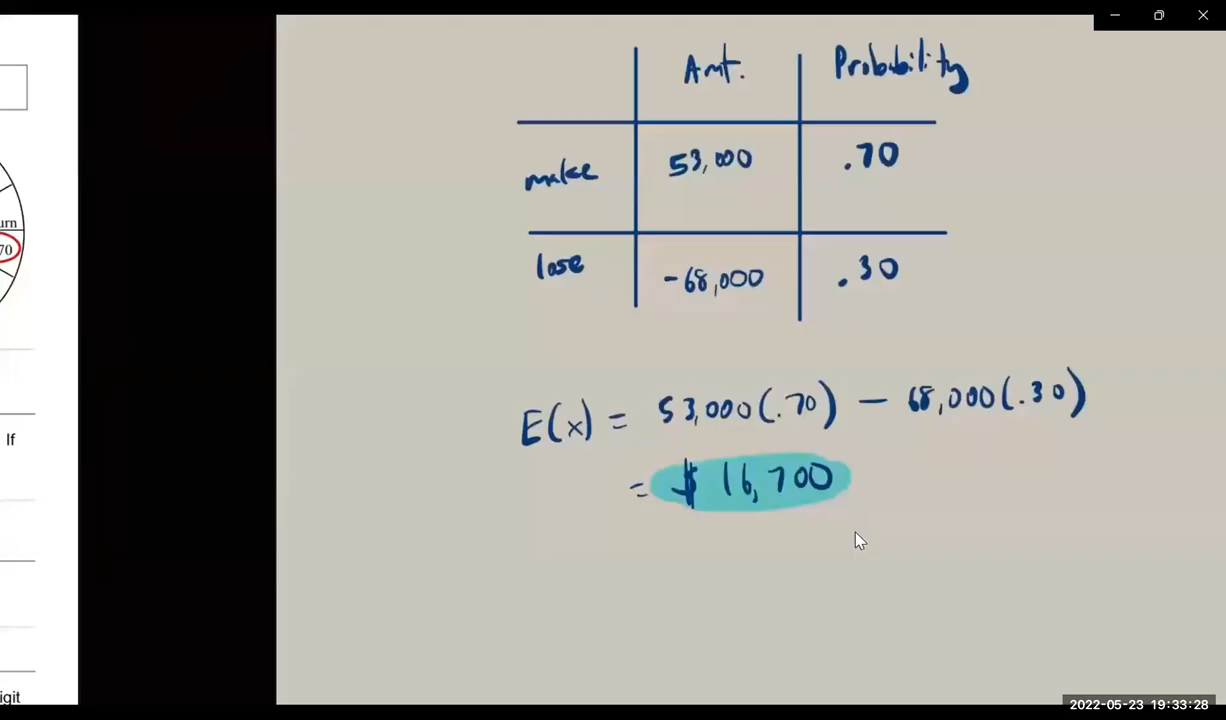 Amt. Probability
make 53,000 .70
lose -68,000 .30
E(x) = 53,000(.70) - 68,000(.30)
= $ 16,700
urn
70
If
igit
2022-05-23 19:33:28